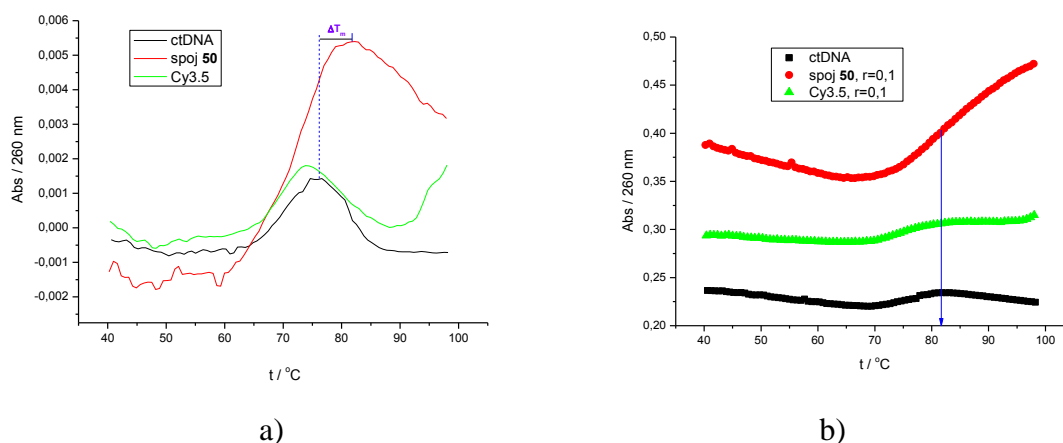 0,006
0,005
0,004
0,003
0,002
0,001
0,000
-0,001
-0,002
Abs / 260 nm
ctDNA
spoj 50
Cy3.5
ΔTm
40 50 60 70 80 90 100
t / °C
a)
0,50
0,45
0,40
0,35
0,30
0,25
0,20
Abs / 260 nm
ctDNA
spoj 50, r=0,1
Cy3.5, r=0,1
40 50 60 70 80 90 100
t / °C
b)